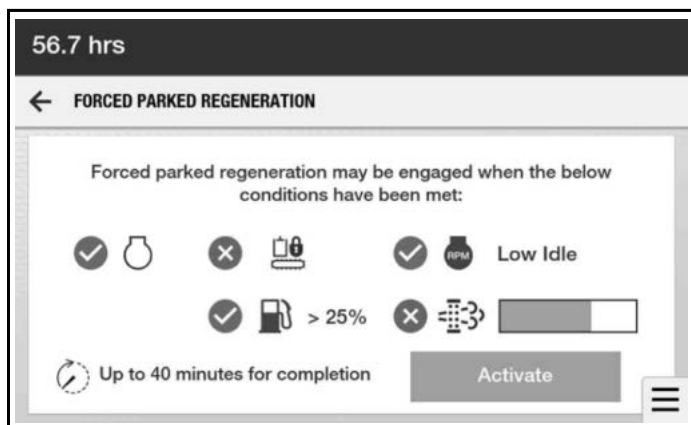 56.7 hrs
FORCED PARKED REGENERATION
Forced parked regeneration may be engaged when the below
conditions have been met:
RPM Low Idle
> 25%
Up to 40 minutes for completion Activate